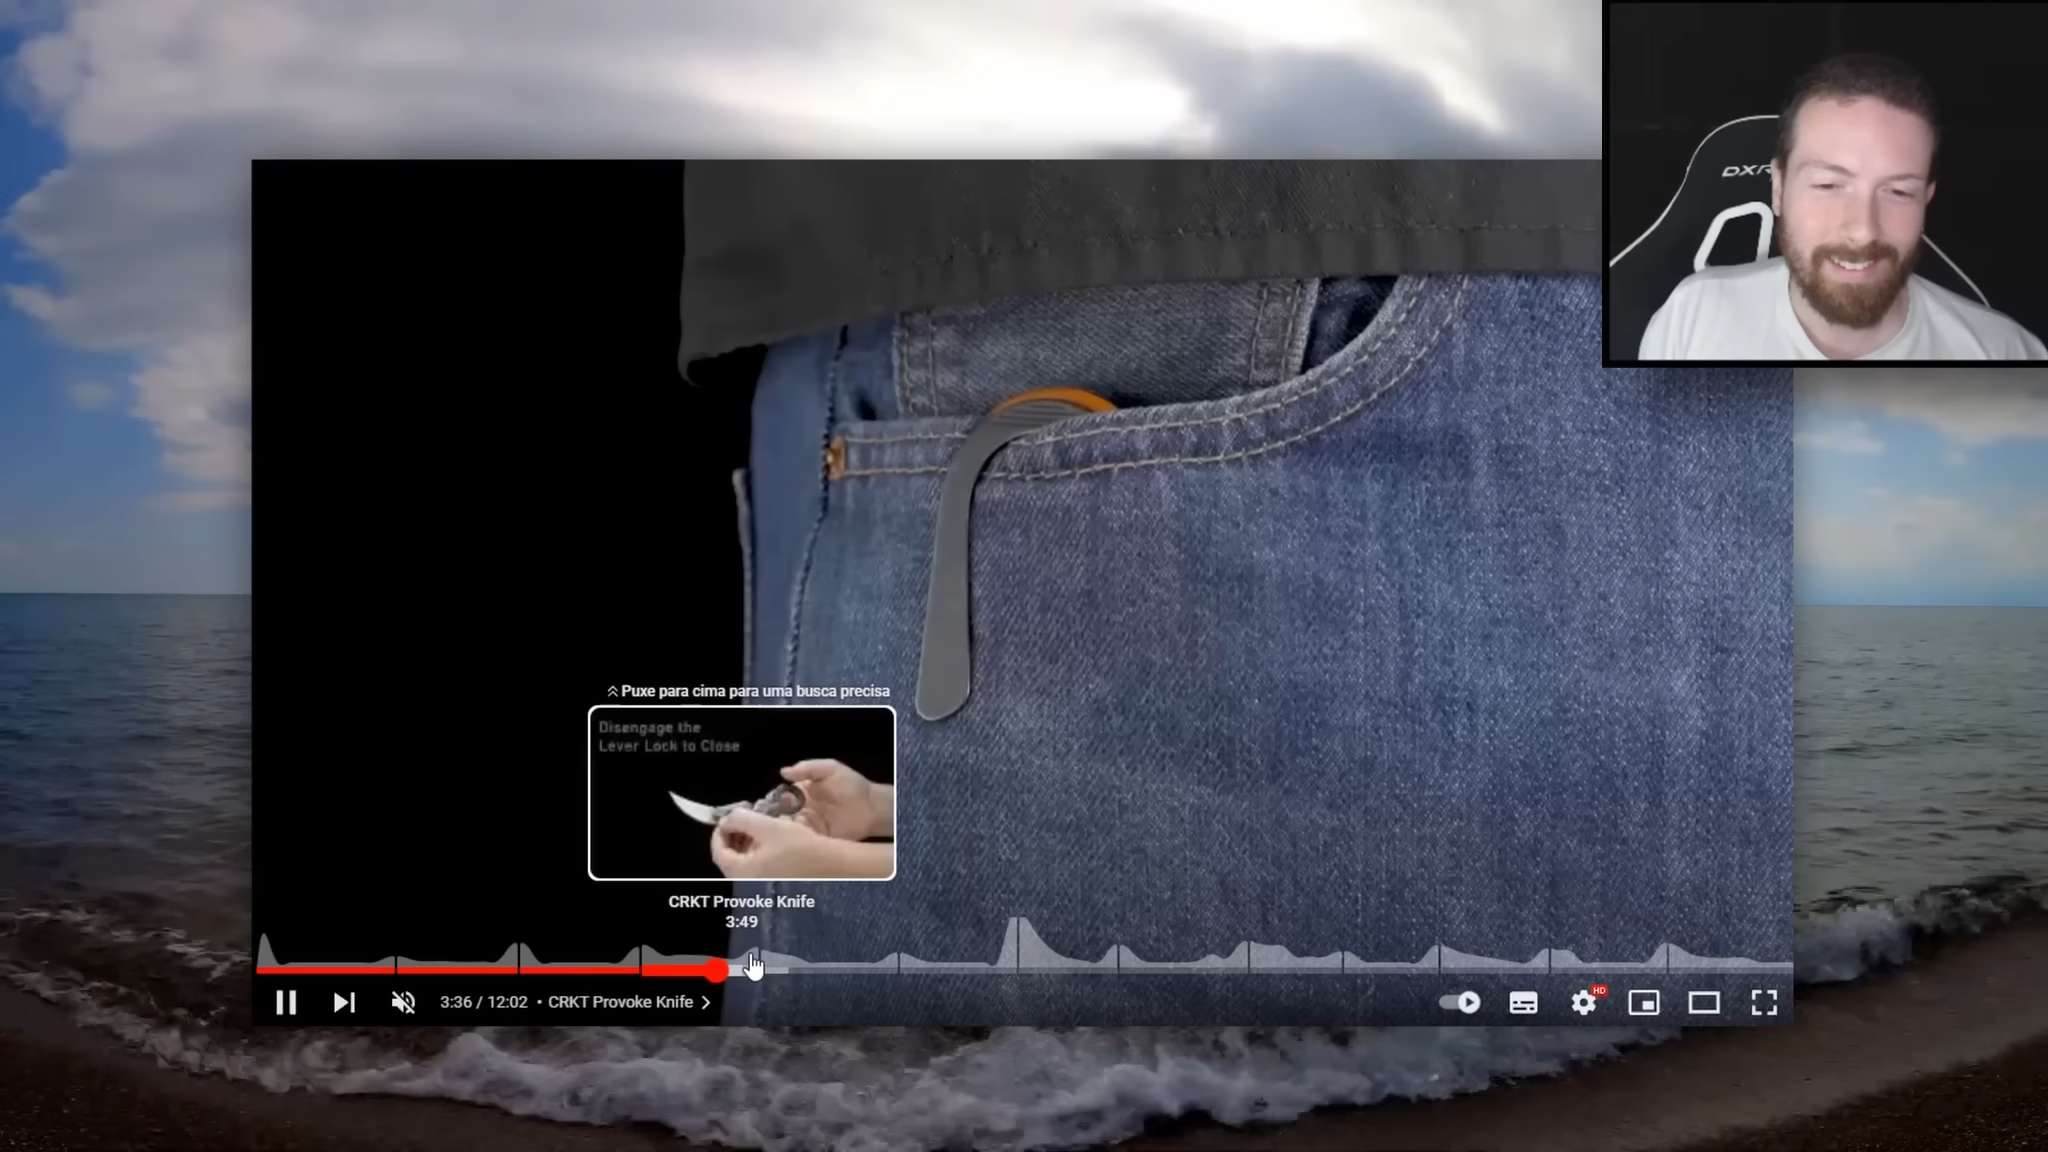 DXR
Puxe para cima para uma busca precisa
Disengage the
Lever Lock to Close
CRKT Provoke Knife
3:49
3:36 / 12:02 • CRKT Provoke Knife
HD